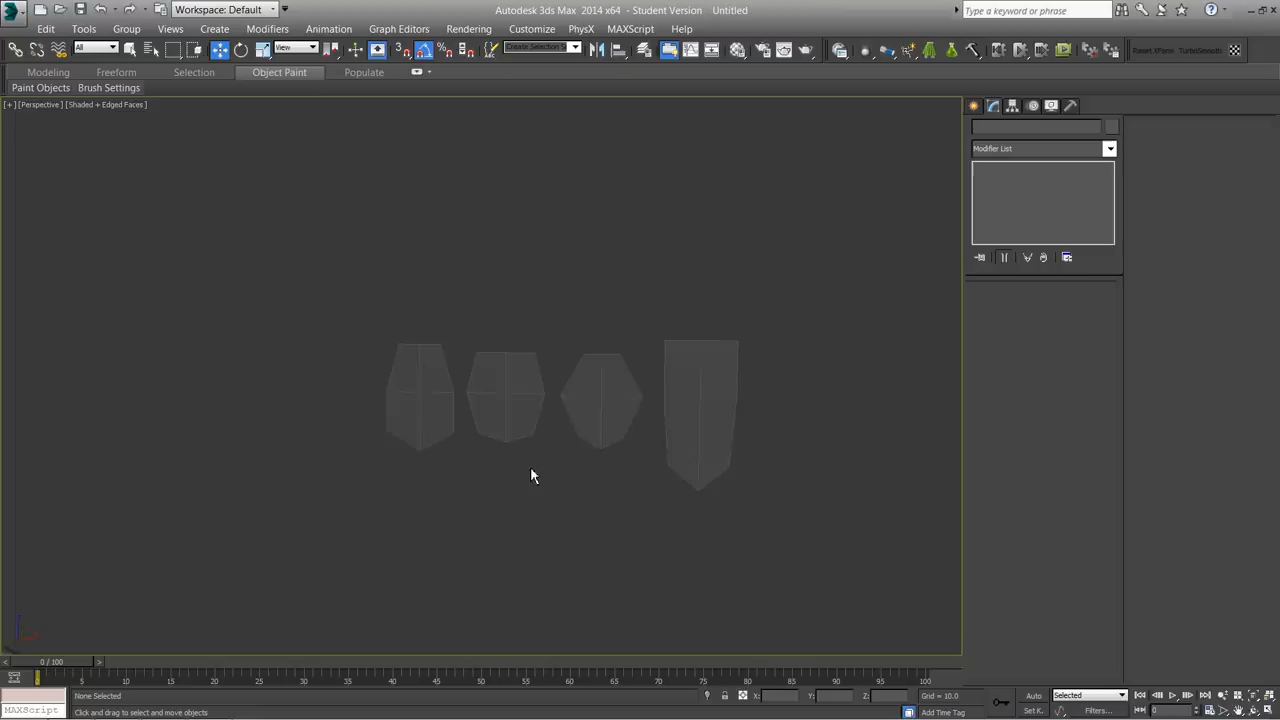 Workspace: Default
Autodesk 3ds Max 2014 x64 - Student Version Untitled
Type a keyword or phrase
Edit Tools Group Views Create Modifiers Animation Graph Editors Rendering Customize PhysX MAXScript Help
All View Create Selection S Reset XForm TurboSmooth
Modeling Freeform Selection Object Paint Populate
Paint Objects Brush Settings
[+] [Perspective] [Shaded + Edged Faces]
Modifier List
< 0 / 100 >
0 5 10 15 20 25 30 35 40 45 50 55 60 65 70 75 80 85 90 95 100
None Selected X: Y: Z: Grid = 10.0 Auto Selected
MAXScript Click and drag to select and move objects Add Time Tag Set K. Filters... 0